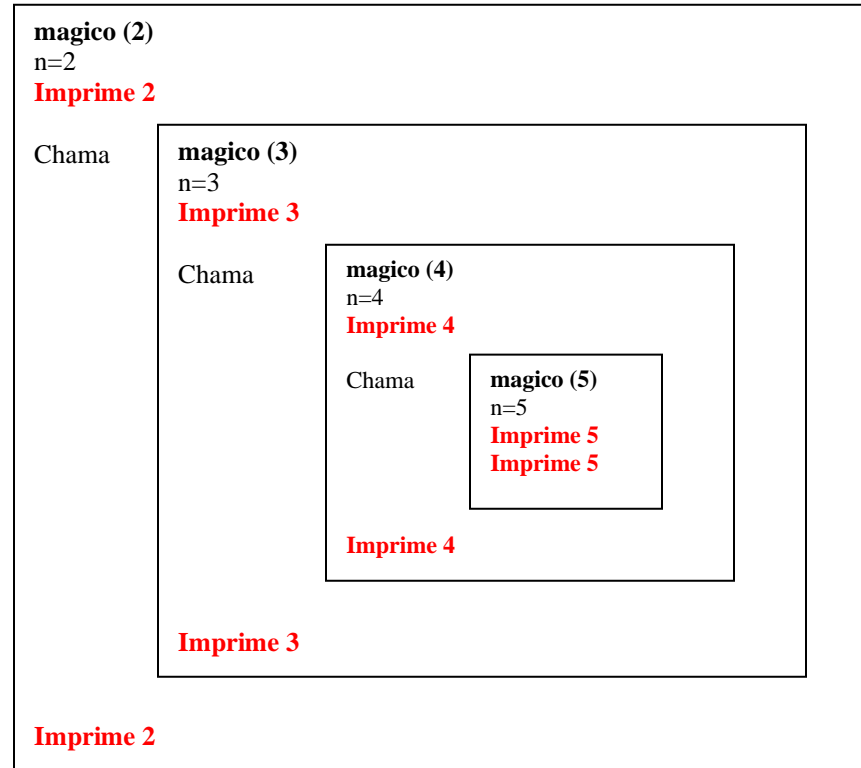 magico (2)
n=2
Imprime 2
Chama
magico (3)
n=3
Imprime 3
Chama
magico (4)
n=4
Imprime 4
Chama
magico (5)
n=5
Imprime 5
Imprime 5
Imprime 4
Imprime 3
Imprime 2